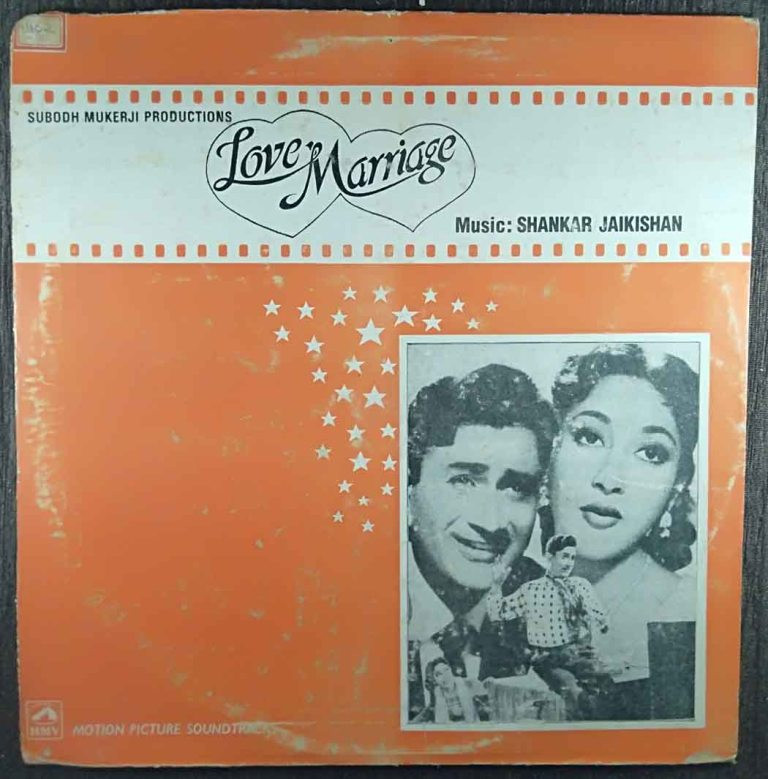 SUBODH MUKERJI PRODUCTIONS
Love Marriage
Music: SHANKAR JAIKISHAN
HMV
MOTION PICTURE SOUNDTRACK